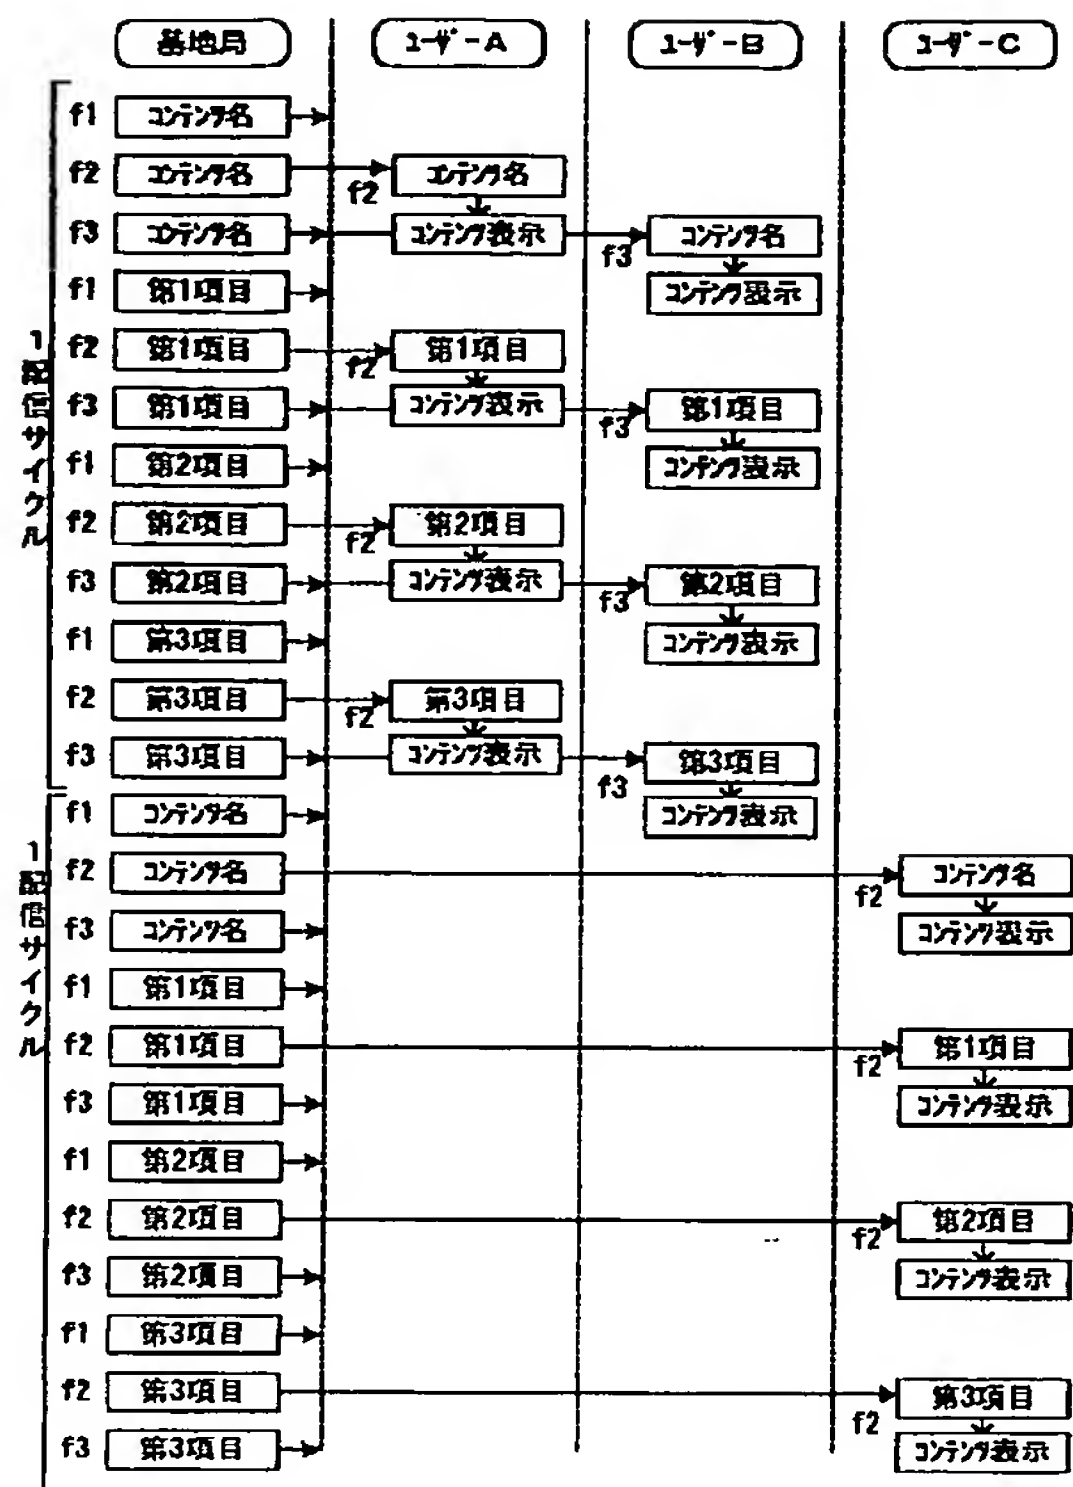 基地局 ユーザ-A ユーザ-B ユーザ-C
f1 コンテンツ名
f2 コンテンツ名 f2 コンテンツ名
f3 コンテンツ名 コンテンツ表示 f3 コンテンツ名
f1 第1項目 コンテンツ表示
f2 第1項目 f2 第1項目
f3 第1項目 コンテンツ表示 f3 第1項目
f1 第2項目 コンテンツ表示
f2 第2項目 f2 第2項目
f3 第2項目 コンテンツ表示 f3 第2項目
f1 第3項目 コンテンツ表示
f2 第3項目 f2 第3項目
f3 第3項目 コンテンツ表示 f3 第3項目
1配信サイクル
f1 コンテンツ名 コンテンツ表示
f2 コンテンツ名 f2 コンテンツ名
f3 コンテンツ名 コンテンツ表示
f1 第1項目
f2 第1項目 f2 第1項目
f3 第1項目 コンテンツ表示
f1 第2項目
f2 第2項目 f2 第2項目
f3 第2項目 コンテンツ表示
f1 第3項目
f2 第3項目 f2 第3項目
f3 第3項目 コンテンツ表示
1配信サイクル